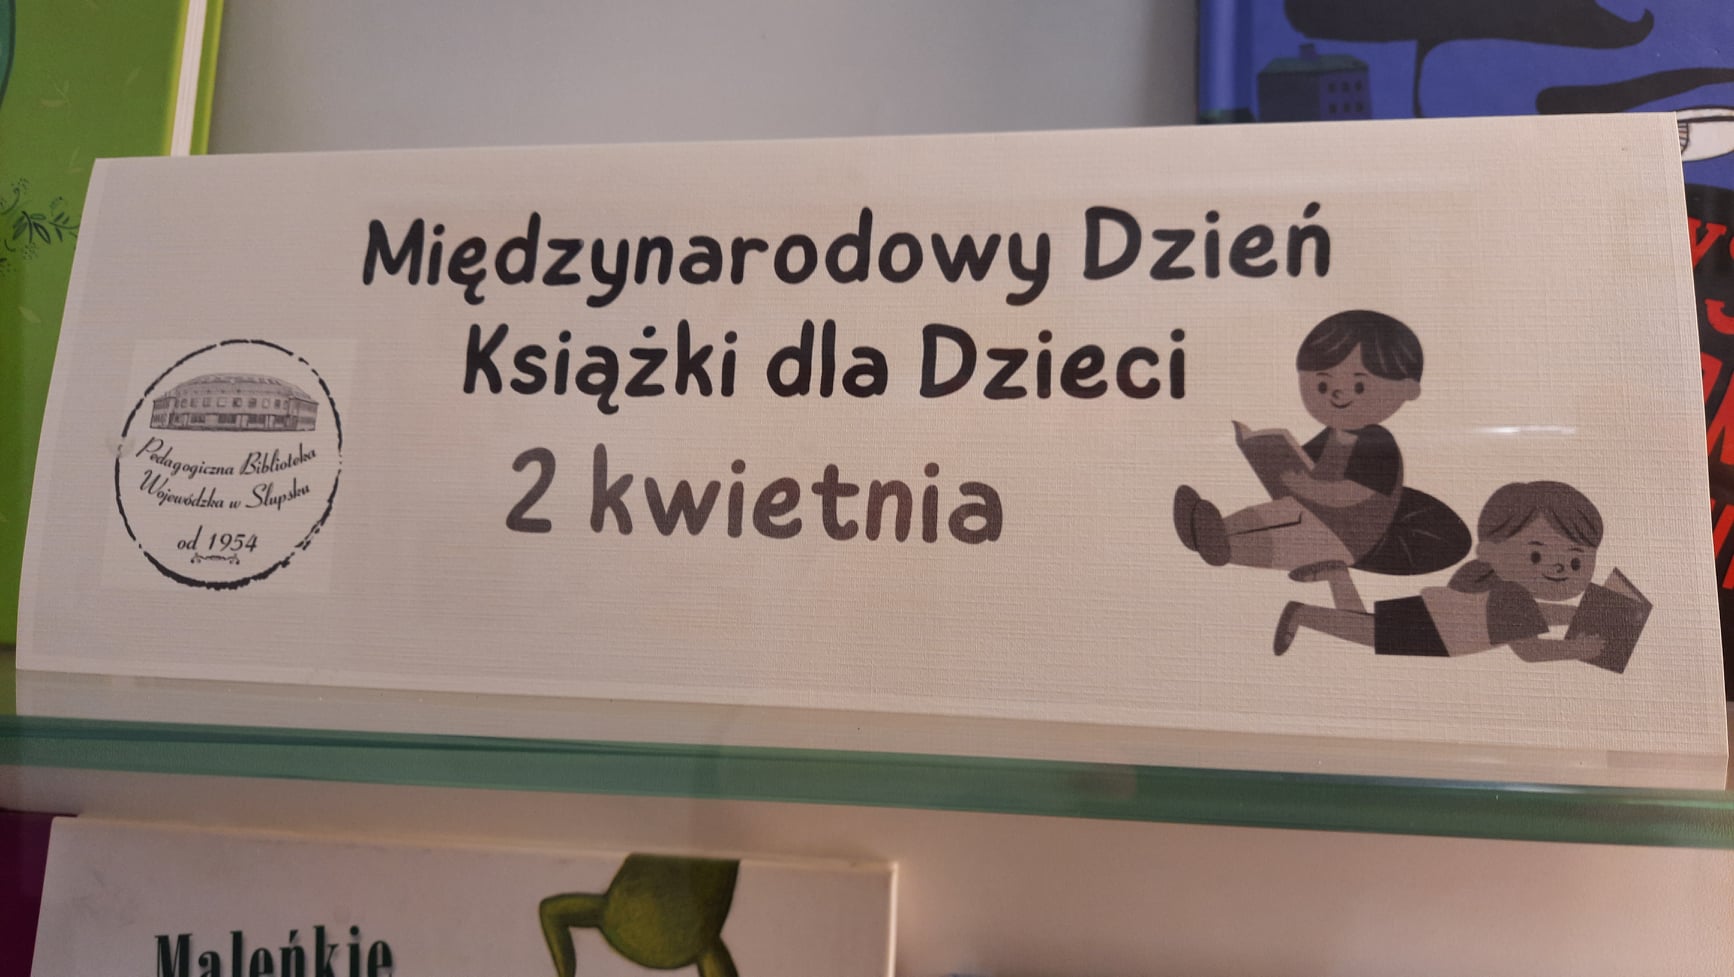 Międzynarodowy Dzień
Książki dla Dzieci
2 kwietnia
Pedagogiczna Biblioteka
Wojewódzka w Słupsku
od 1954
Maleńkie